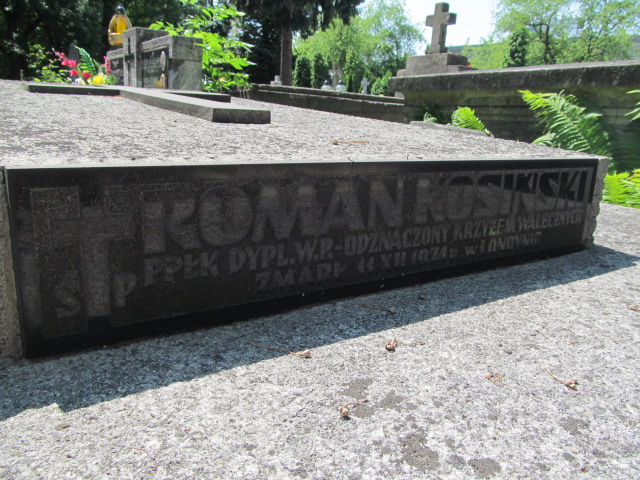 ROMAN KOSIŃSKI
ŚP PPŁK DYPL. W.P. - ODZNACZONY KRZYŻEM WALECZNYCH
ZMARŁ 11 XII 1974 r. w LONDYNIE